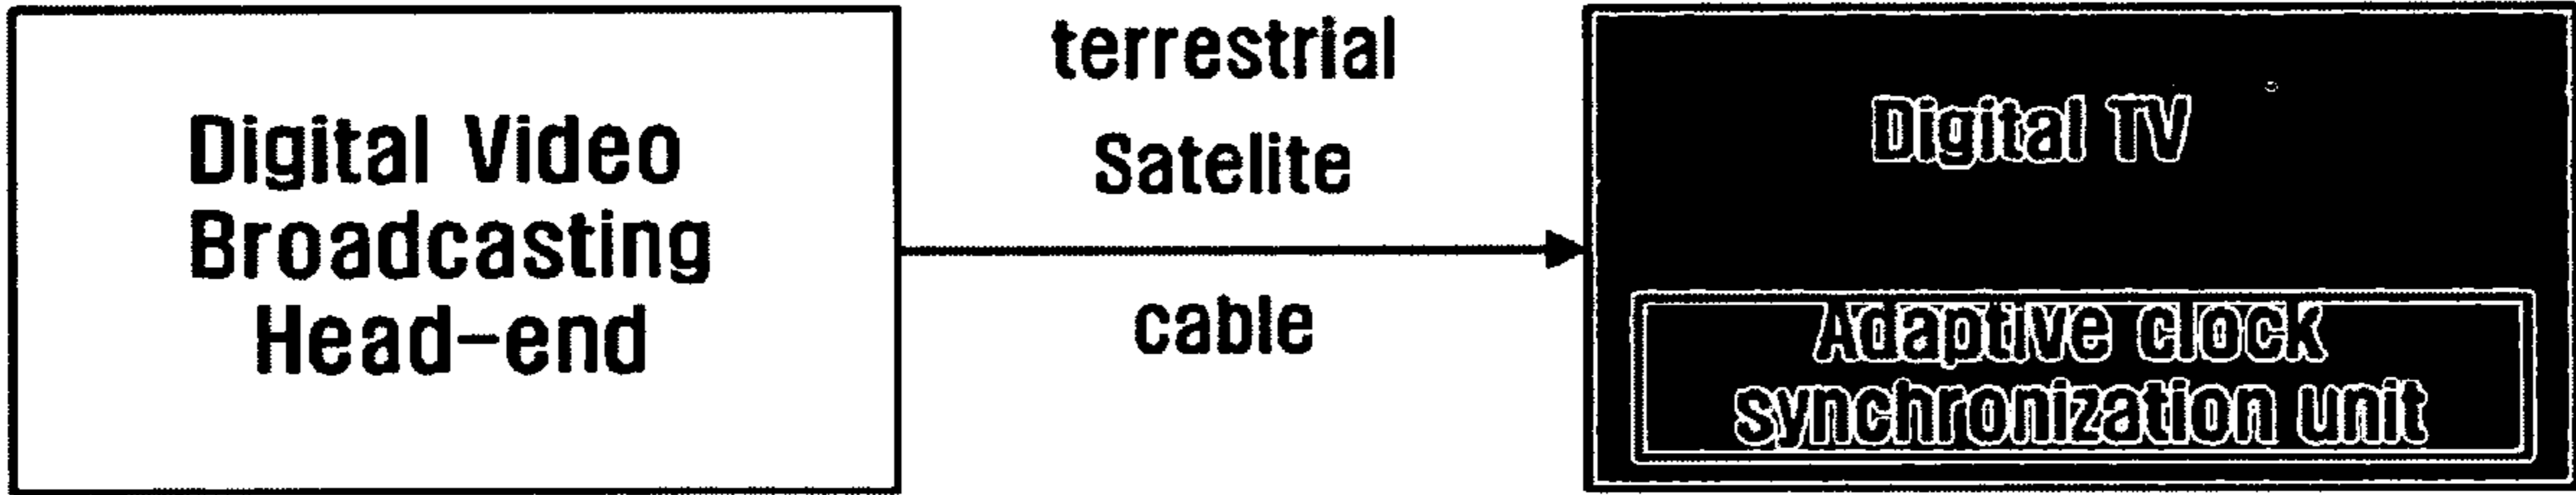 Digital Video
Broadcasting
Head-end
terrestrial
Satelite
cable
Digital TV
Adaptive clock
synchronization unit